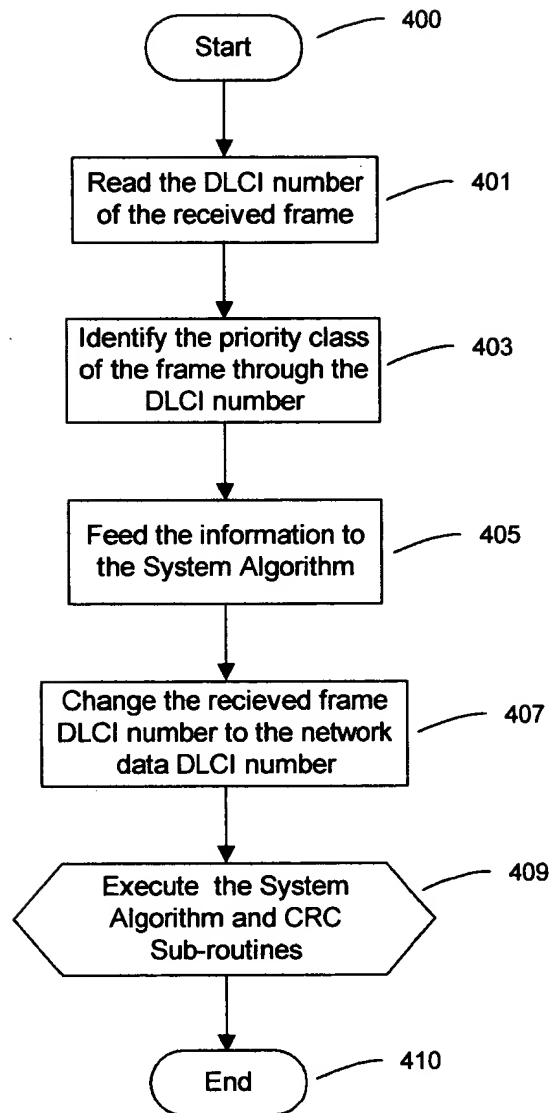 Start
400
Read the DLCI number
of the received frame
401
Identify the priority class
of the frame through the
DLCI number
403
Feed the information to
the System Algorithm
405
Change the recieved frame
DLCI number to the network
data DLCI number
407
Execute the System
Algorithm and CRC
Sub-routines
409
End
410